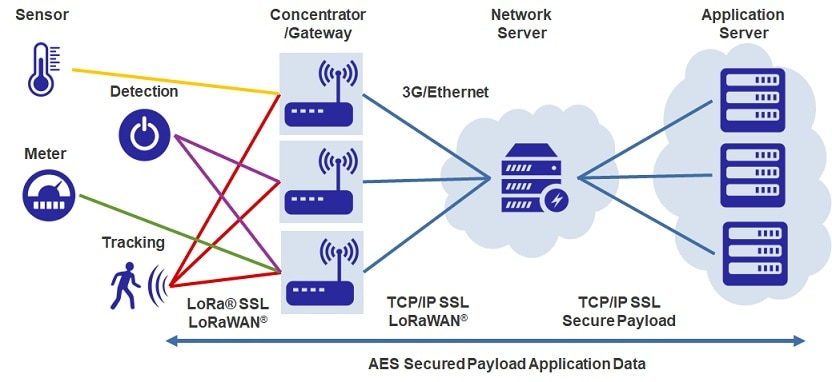 Sensor
Concentrator
/Gateway
Network
Server
Application
Server
Detection
3G/Ethernet
Meter
Tracking
LoRa® SSL
LoRaWAN®
TCP/IP SSL
LoRaWAN®
TCP/IP SSL
Secure Payload
AES Secured Payload Application Data